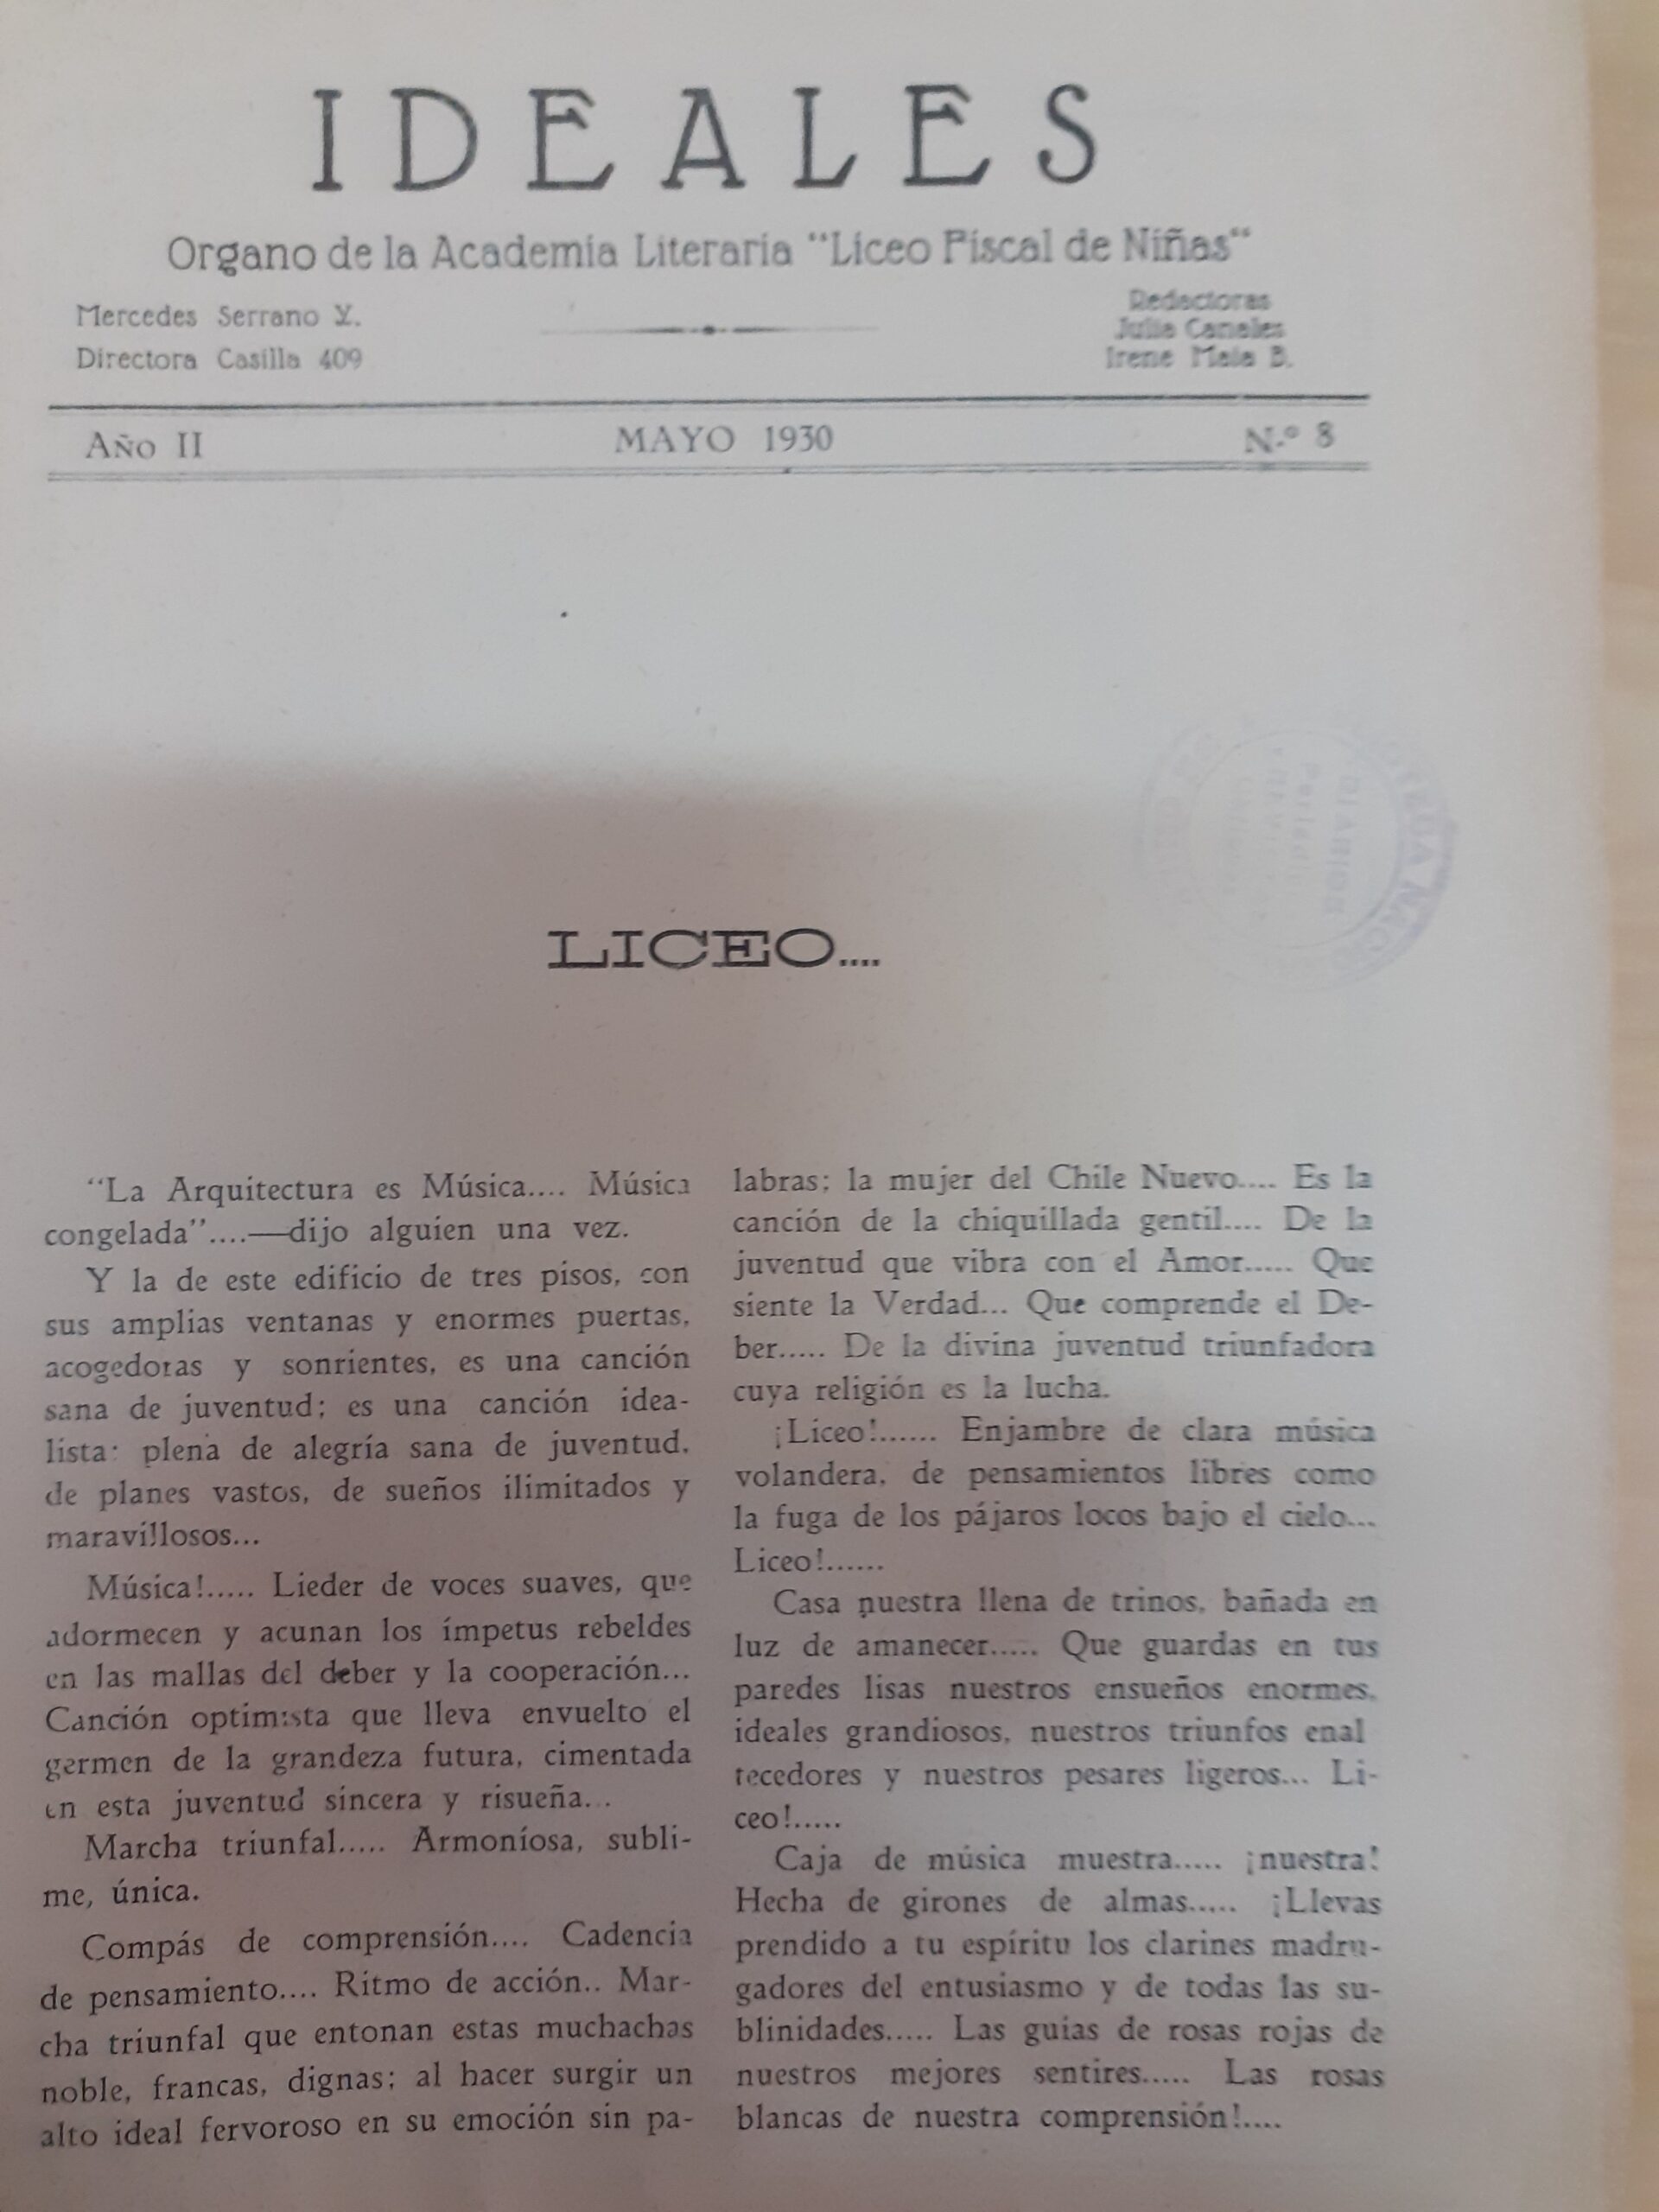 IDEALES
Organo de la Academia Literaria “Liceo Fiscal de Niñas“
Mercedes Serrano Y.
Directora Casilla 409
Redactoras
Julia Canales
Irene Mala B.
Año II
MAYO 1930
N.º 8
LICEO....
“La Arquitectura es Música.... Música
congelada”....—dijo alguien una vez.
Y la de este edificio de tres pisos, con
sus amplias ventanas y enormes puertas,
acogedoras y sonrientes, es una canción
sana de juventud; es una canción idea-
lista: plena de alegría sana de juventud,
de planes vastos, de sueños ilimitados y
maravillosos...
Música!..... Lieder de voces suaves, que
adormecen y acunan los ímpetus rebeldes
en las mallas del deber y la cooperación...
Canción optimista que lleva envuelto el
germen de la grandeza futura, cimentada
en esta juventud sincera y risueña...
Marcha triunfal..... Armoníosa, subli-
me, única.
Compás de comprensión.... Cadencia
de pensamiento.... Ritmo de acción.. Mar-
cha triunfal que entonan estas muchachas
noble, francas, dignas; al hacer surgir un
alto ideal fervoroso en su emoción sin pa-
labras; la mujer del Chile Nuevo.... Es la
canción de la chiquillada gentil.... De la
juventud que vibra con el Amor..... Que
siente la Verdad... Que comprende el De-
ber..... De la divina juventud triunfadora
cuya religión es la lucha.
¡Liceo!...... Enjambre de clara música
volandera, de pensamientos libres como
la fuga de los pájaros locos bajo el cielo...
Liceo!......
Casa nuestra llena de trinos, bañada en
luz de amanecer..... Que guardas en tus
paredes lisas nuestros ensueños enormes,
ideales grandiosos, nuestros triunfos enal
tecedores y nuestros pesares ligeros... Li-
ceo!.....
Caja de música muestra..... ¡nuestra!
Hecha de girones de almas..... ¡Llevas
prendido a tu espíritu los clarines madru-
gadores del entusiasmo y de todas las su-
blinidades..... Las guias de rosas rojas de
nuestros mejores sentires..... Las rosas
blancas de nuestra comprensión!....